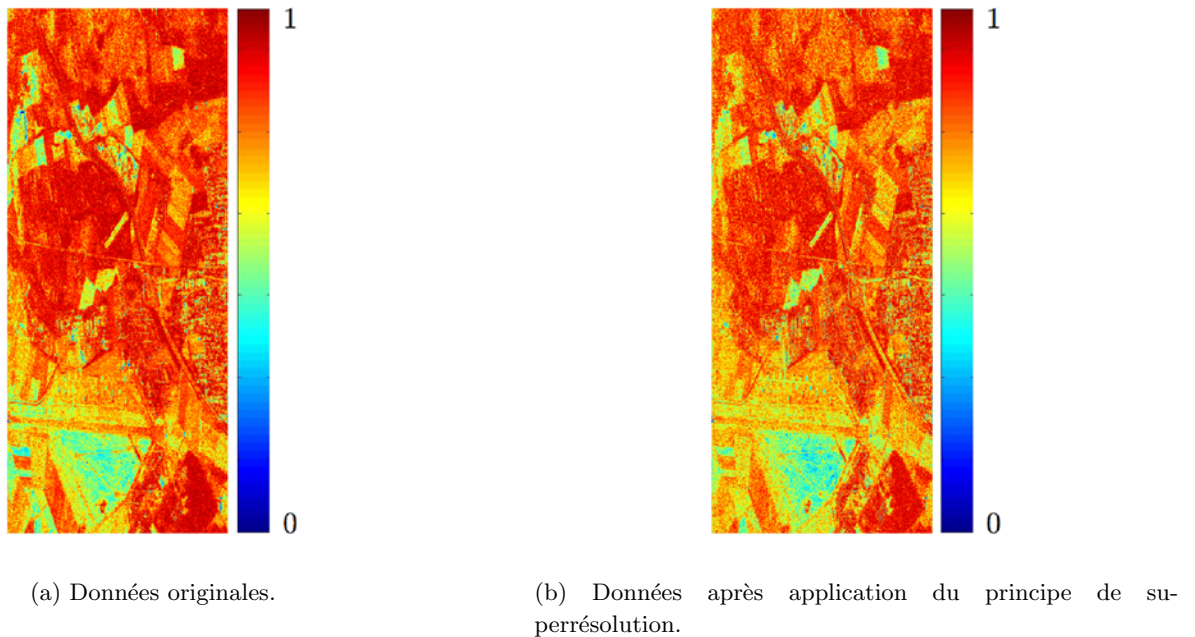 1
0
1
0
(a) Données originales.
(b) Données après application du principe de su-
perrésolution.